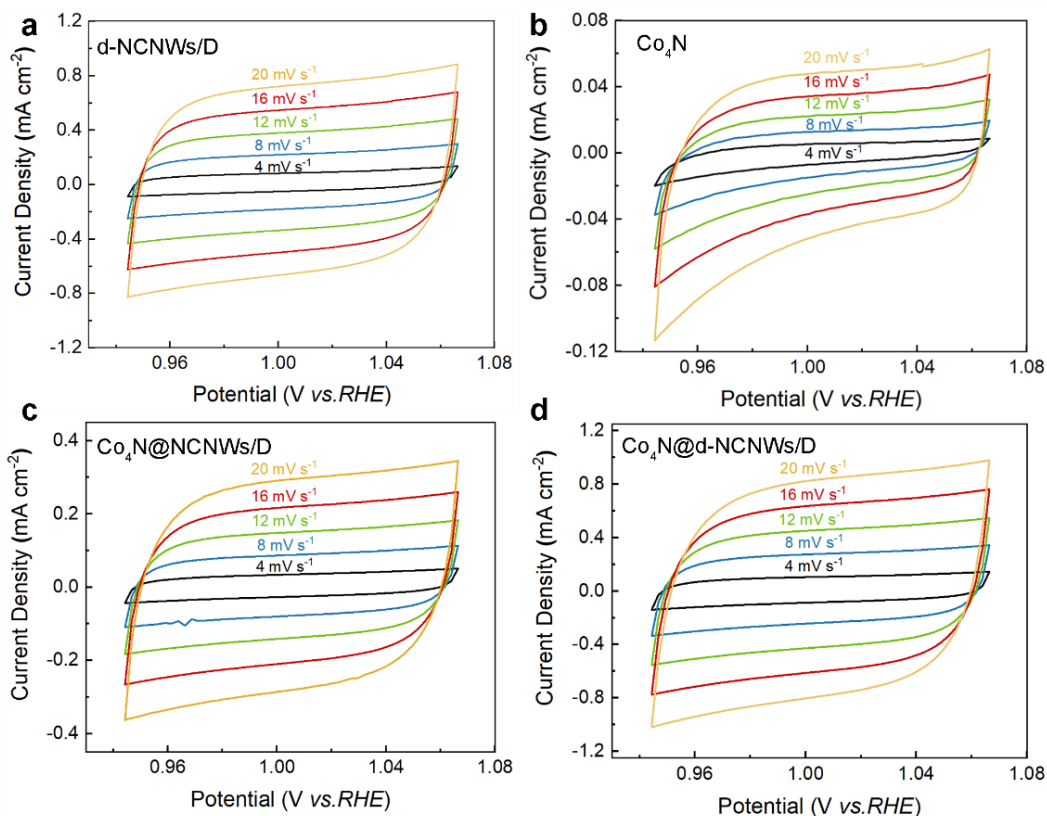 a
d-NCNWs/D
20 mV s⁻¹
16 mV s⁻¹
12 mV s⁻¹
8 mV s⁻¹
4 mV s⁻¹
1.2
0.8
0.4
0.0
-0.4
-0.8
-1.2
0.96 1.00 1.04 1.08
Current Density (mA cm⁻²)
Potential (V vs.RHE)
b
Co₄N
20 mV s⁻¹
16 mV s⁻¹
12 mV s⁻¹
8 mV s⁻¹
4 mV s⁻¹
0.08
0.04
0.00
-0.04
-0.08
-0.12
0.96 1.00 1.04 1.08
Current Density (mA cm⁻²)
Potential (V vs.RHE)
c
Co₄N@NCNWs/D
20 mV s⁻¹
16 mV s⁻¹
12 mV s⁻¹
8 mV s⁻¹
4 mV s⁻¹
0.4
0.2
0.0
-0.2
-0.4
0.96 1.00 1.04 1.08
Current Density (mA cm⁻²)
Potential (V vs.RHE)
d
Co₄N@d-NCNWs/D
20 mV s⁻¹
16 mV s⁻¹
12 mV s⁻¹
8 mV s⁻¹
4 mV s⁻¹
1.2
0.8
0.4
0.0
-0.4
-0.8
-1.2
0.96 1.00 1.04 1.08
Current Density (mA cm⁻²)
Potential (V vs.RHE)